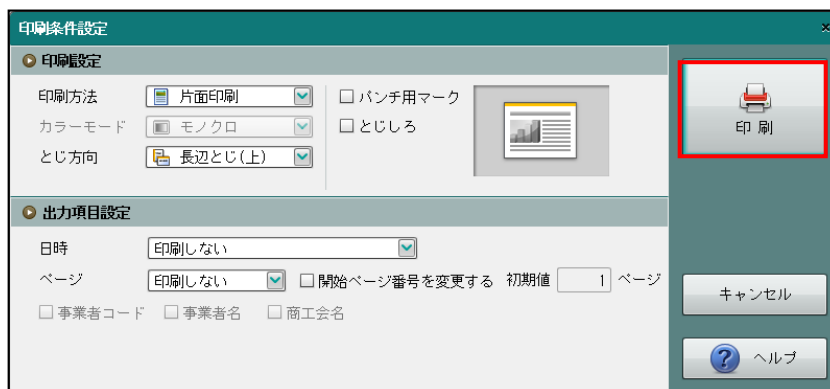 印刷条件設定
印刷設定
印刷方法 片面印刷 パンチ用マーク
カラーモード モノクロ とじしろ
とじ方向 長辺とじ(上)
印 刷
出力項目設定
日時 印刷しない
ページ 印刷しない 開始ページ番号を変更する 初期値 1 ページ
事業者コード 事業者名 商工会名
キャンセル
ヘルプ